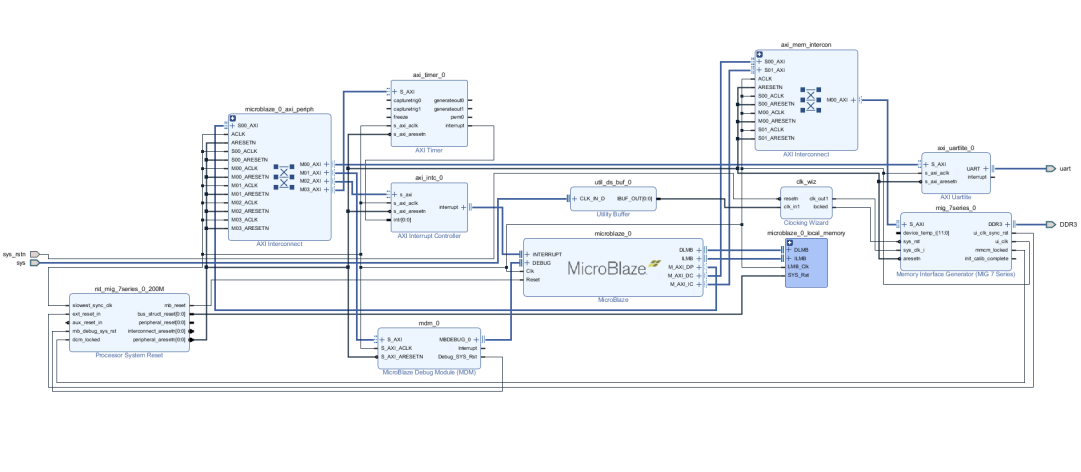 axi_mem_intercon
S00_AXI
S01_AXI
ACLK
ARESETN
S00_ACLK
S00_ARESETN
M00_ACLK
M00_ARESETN
S01_ACLK
S01_ARESETN
M00_AXI
AXI Interconnect
axi_timer_0
S_AXI
capturetrig0
capturetrig1
freeze
s_axi_aclk
s_axi_aresetn
generateout0
generateout1
pwm0
interrupt
AXI Timer
microblaze_0_axi_periph
S00_AXI
ACLK
ARESETN
S00_ACLK
S00_ARESETN
M00_ACLK
M00_ARESETN
M01_ACLK
M01_ARESETN
M02_ACLK
M02_ARESETN
M03_ACLK
M03_ARESETN
M00_AXI
M01_AXI
M02_AXI
M03_AXI
AXI Interconnect
axi_uartlite_0
S_AXI
s_axi_aclk
s_axi_aresetn
UART
interrupt
AXI Uartlite
uart
axi_intc_0
s_axi
s_axi_aclk
s_axi_aresetn
intr[0:0]
interrupt
AXI Interrupt Controller
util_ds_buf_0
CLK_IN_D
IBUF_OUT[0:0]
Utility Buffer
clk_wiz
resetn
clk_in1
clk_out1
locked
Clocking Wizard
mig_7series_0
S_AXI
device_temp_i[11:0]
sys_rst
sys_clk_i
aresetn
DDR3
ui_clk_sync_rst
ui_clk
mmcm_locked
init_calib_complete
Memory Interface Generator (MIG 7 Series)
DDR3
microblaze_0
INTERRUPT
DEBUG
Clk
Reset
MicroBlaze
DLMB
ILMB
M_AXI_DP
M_AXI_DC
M_AXI_IC
MicroBlaze
microblaze_0_local_memory
DLMB
ILMB
LMB_Clk
SYS_Rst
sys_rstn
sys
rst_mig_7series_0_200M
slowest_sync_clk
ext_reset_in
aux_reset_in
mb_debug_sys_rst
dcm_locked
mb_reset
bus_struct_reset[0:0]
peripheral_reset[0:0]
interconnect_aresetn[0:0]
peripheral_aresetn[0:0]
Processor System Reset
mdm_0
S_AXI
S_AXI_ACLK
S_AXI_ARESETN
MBDEBUG_0
Interrupt
Debug_SYS_Rst
MicroBlaze Debug Module (MDM)